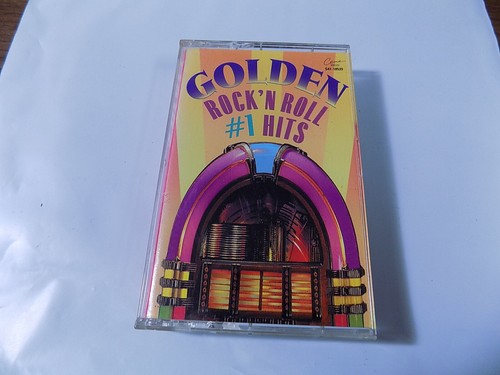 GOLDEN
ROCK'N ROLL
#1 HITS